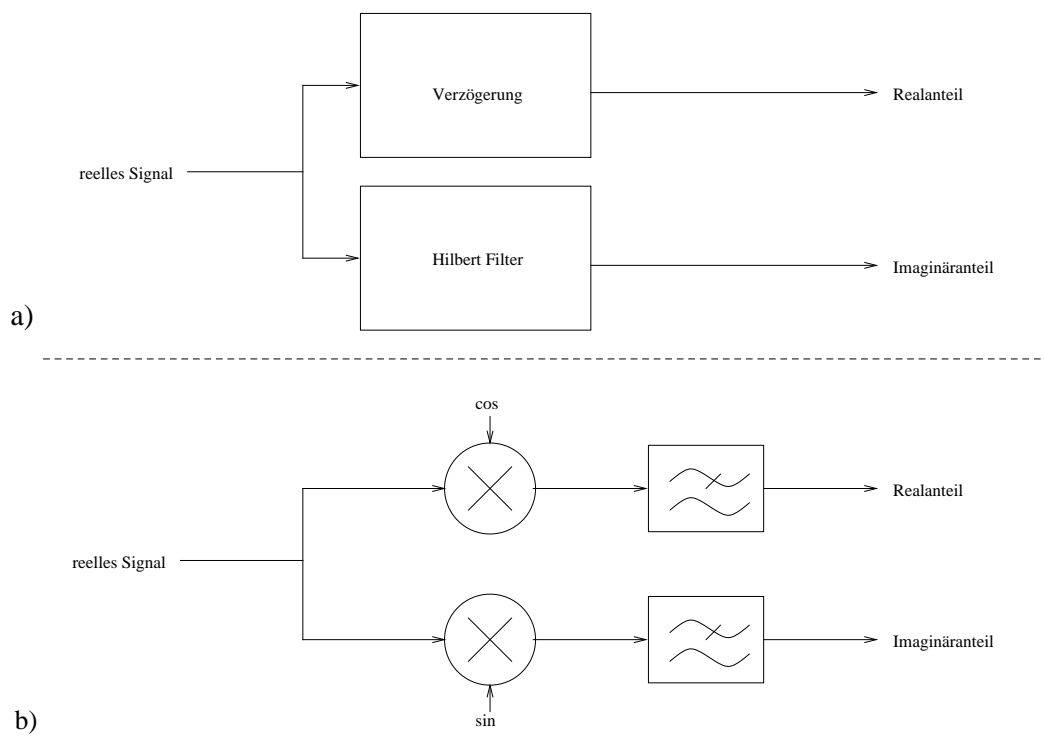 Verzögerung
Realanteil
reelles Signal
Hilbert Filter
Imaginäranteil
a)
cos
Realanteil
reelles Signal
Imaginäranteil
sin
b)